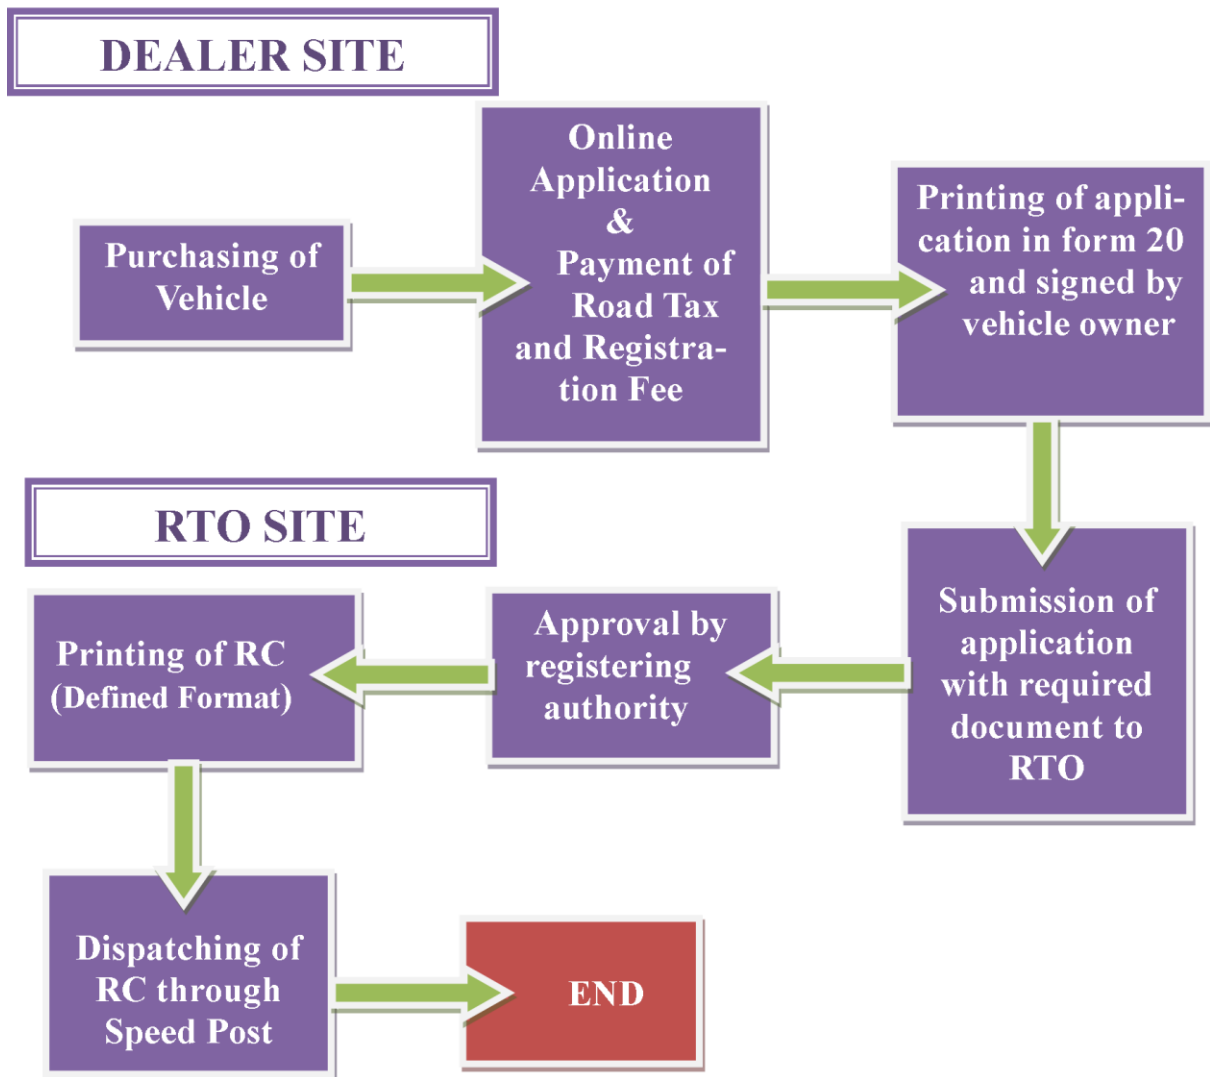 DEALER SITE
Purchasing of
Vehicle
Online
Application
&
Payment of
Road Tax
and Registra-
tion Fee
Printing of appli-
cation in form 20
and signed by
vehicle owner
RTO SITE
Submission of
application
with required
document to
RTO
Approval by
registering
authority
Printing of RC
(Defined Format)
Dispatching of
RC through
Speed Post
END